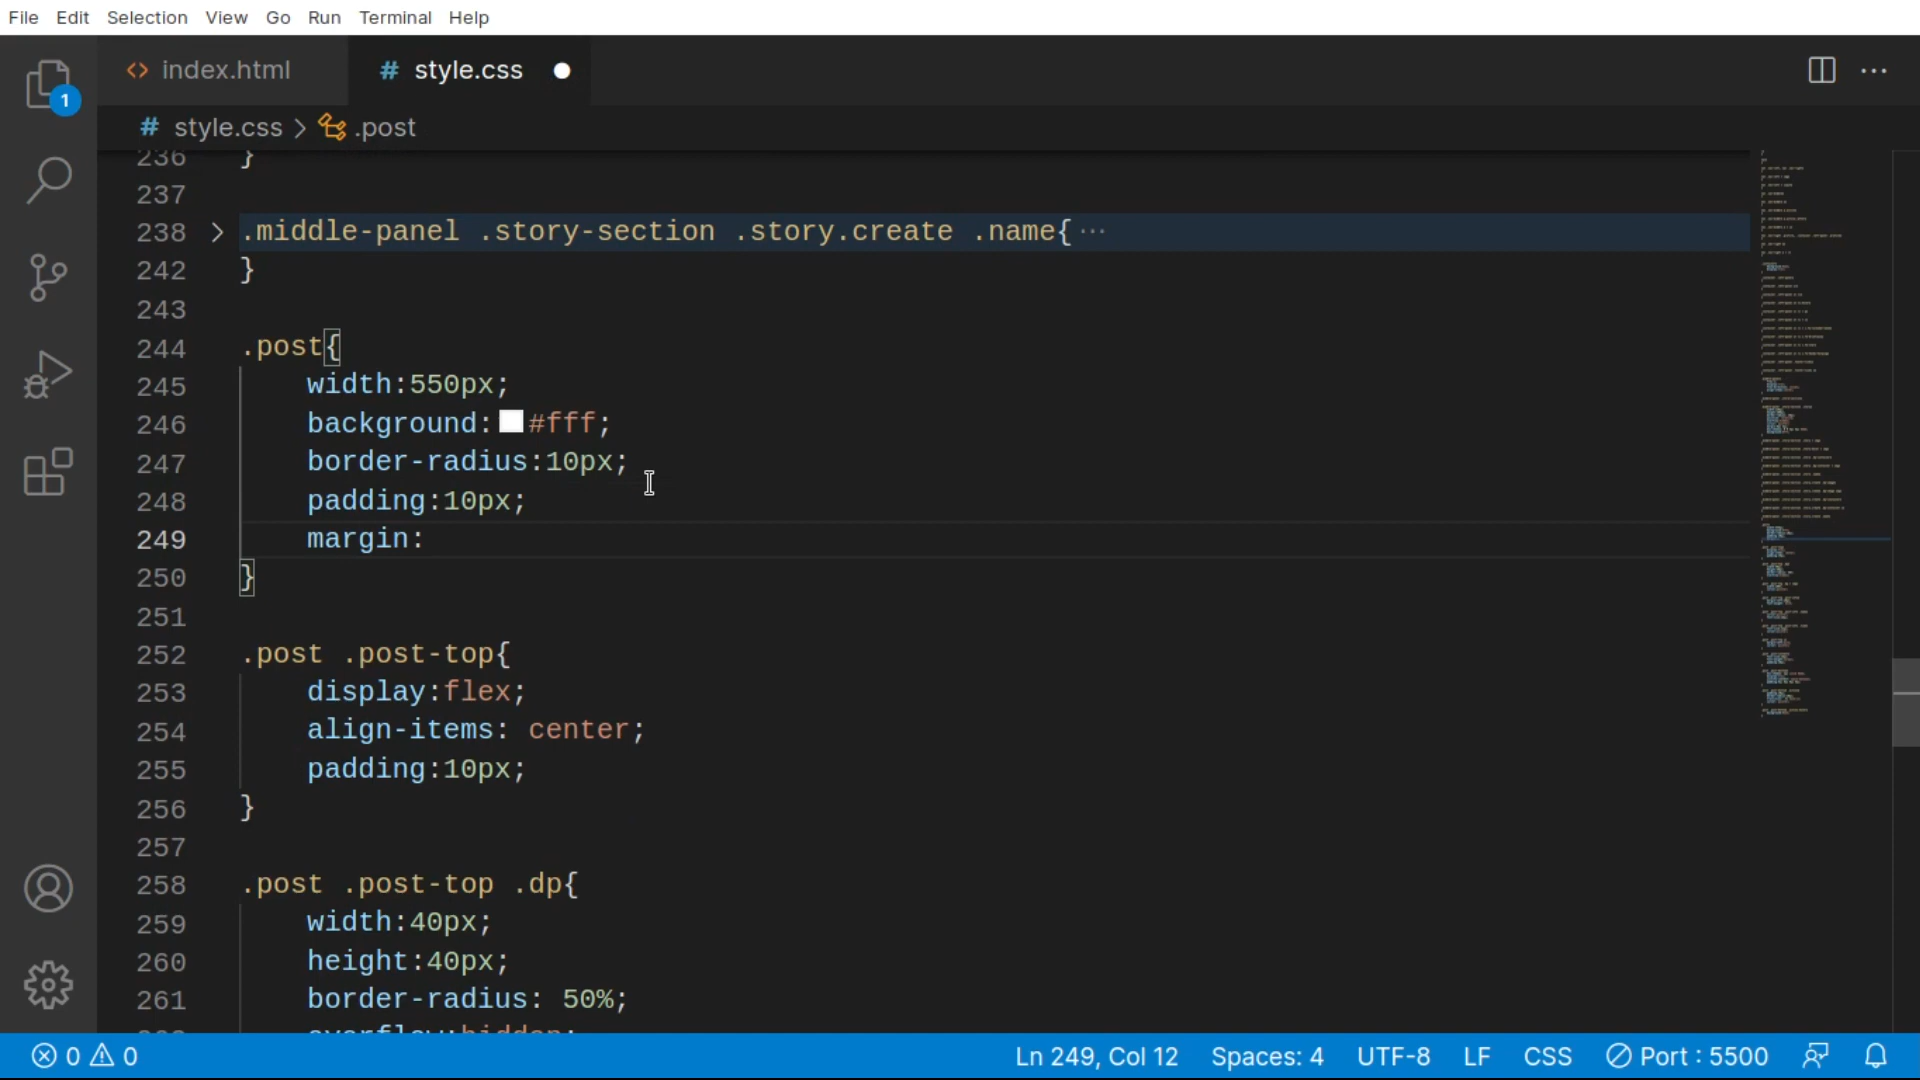 File Edit Selection View Go Run Terminal Help
index.html
# style.css
# style.css > .post
1
236 }
237
238 .middle-panel .story-section .story.create .name{ ···
242 }
243
244 .post{
245 width:550px;
246 background: #fff;
247 border-radius:10px;
248 padding:10px;
249 margin:
250 }
251
252 .post .post-top{
253 display:flex;
254 align-items: center;
255 padding:10px;
256 }
257
258 .post .post-top .dp{
259 width:40px;
260 height:40px;
261 border-radius: 50%;
overflow:hidden;
0 0 Ln 249, Col 12 Spaces: 4 UTF-8 LF CSS Port : 5500